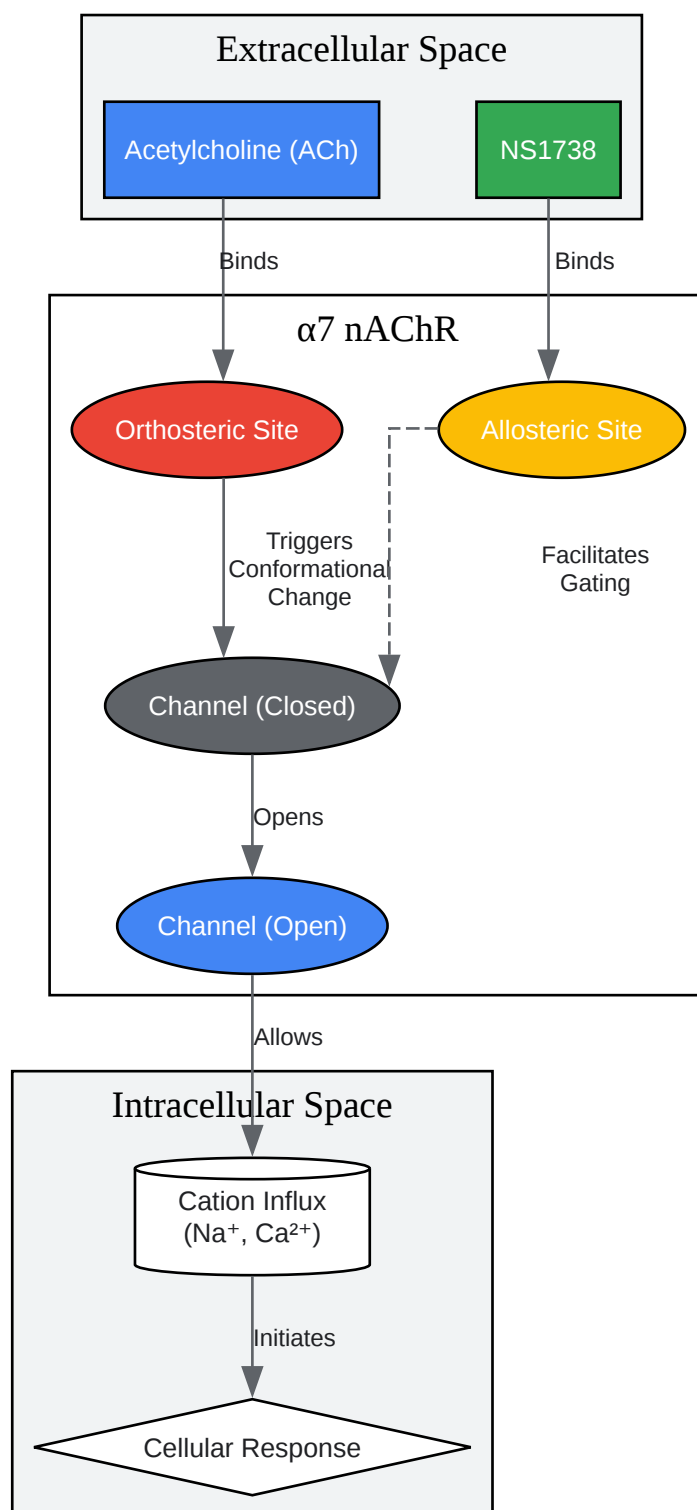 Extracellular Space
Acetylcholine (ACh)
NS1738
Binds
Binds
α7 nAChR
Orthosteric Site
Allosteric Site
Triggers
Conformational
Change
Facilitates
Gating
Channel (Closed)
Opens
Channel (Open)
Allows
Intracellular Space
Cation Influx
(Na⁺, Ca²⁺)
Initiates
Cellular Response